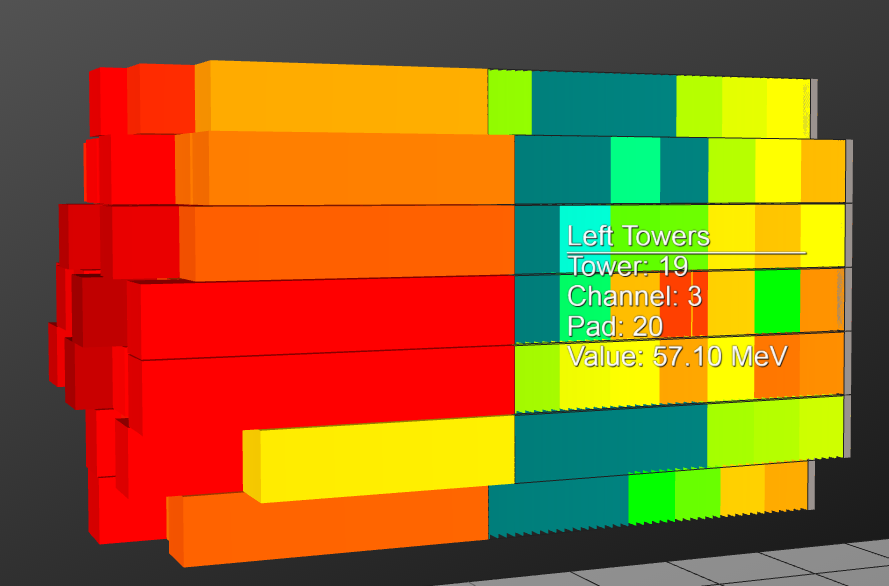 Left Towers
Tower: 19
Channel: 3
Pad: 20
Value: 57.10 MeV